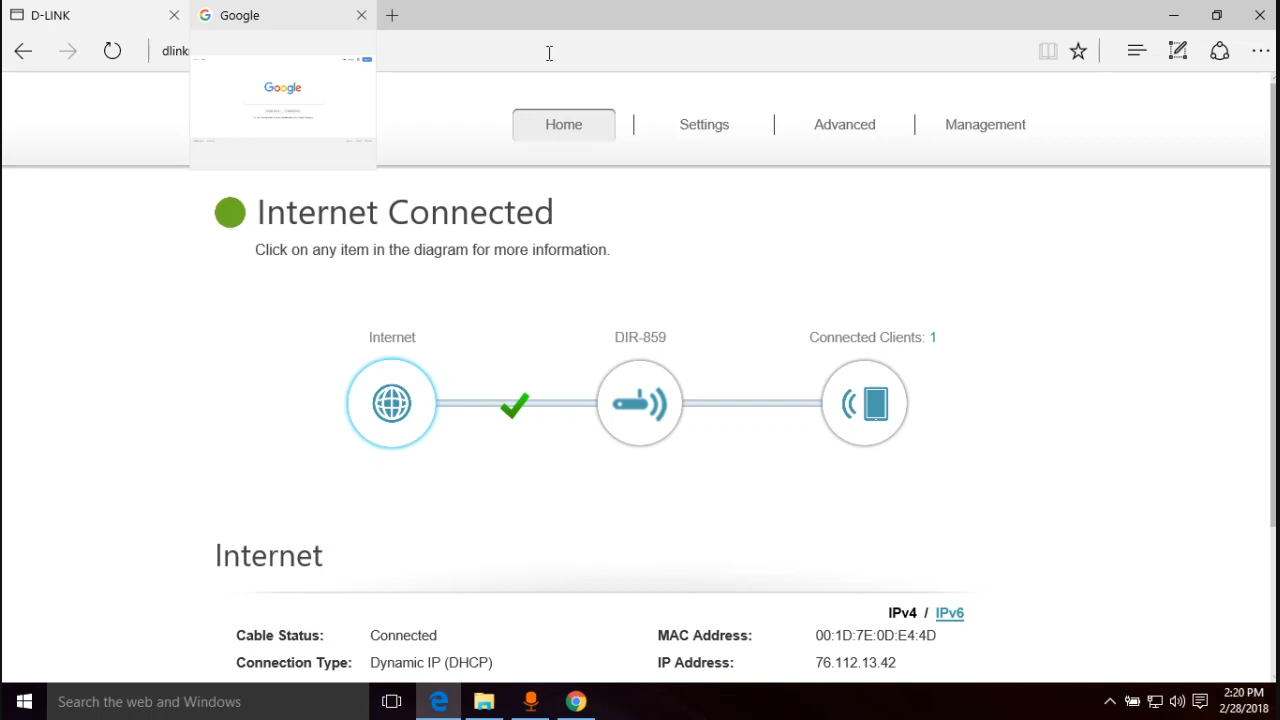 D-LINK
Google
dlink
Google
Home
Settings
Advanced
Management
Internet Connected
Click on any item in the diagram for more information.
Internet
DIR-859
Connected Clients: 1
Internet
IPv4 / IPv6
Cable Status: Connected
MAC Address: 00:1D:7E:0D:E4:4D
Connection Type: Dynamic IP (DHCP)
IP Address: 76.112.13.42
Search the web and Windows
2:20 PM
2/28/2018